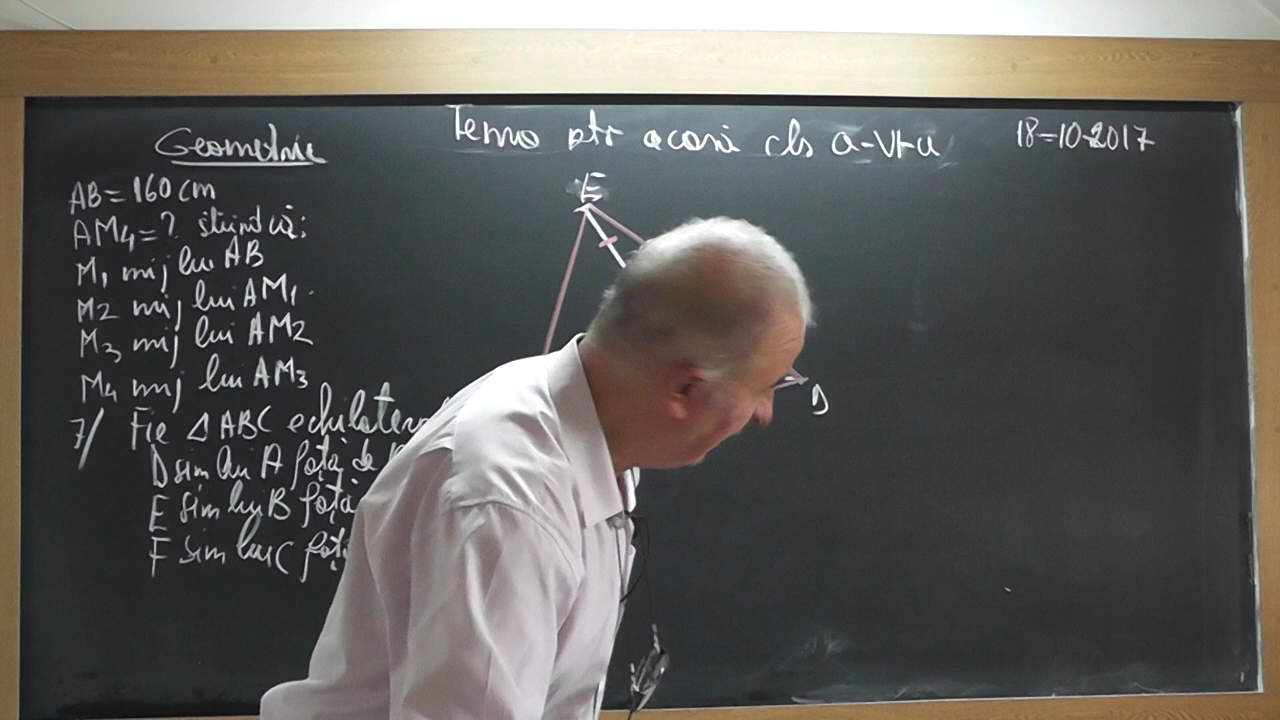 Geometrie
Tema ptr acasă cls a-VI-a
18-10-2017
AB = 160 cm
AM4 = ? știind că:
M1 mij lui AB
M2 mij lui AM1
M3 mij lui AM2
M4 mij lui AM3
7/ Fie Δ ABC echilater
D sim lui A față de
E sim lui B față
F sim lui C față
E
D